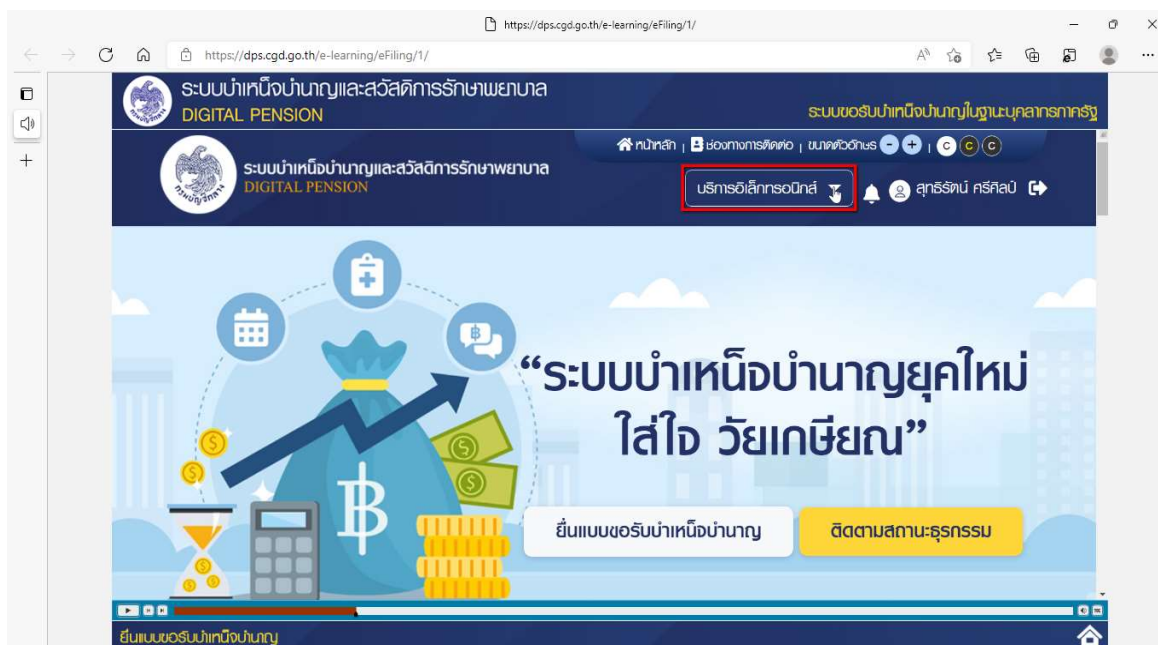 https://dps.cgd.go.th/e-learning/eFiling/1/
https://dps.cgd.go.th/e-learning/eFiling/1/
ระบบบำเหน็จบำนาญและสวัสดิการรักษาพยาบาล
DIGITAL PENSION
ระบบขอรับบำเหน็จบำนาญในฐานะบุคลากรภาครัฐ
หน้าหลัก | ช่องทางการติดต่อ | ขนาดตัวอักษร - + | C C C
ระบบบำเหน็จบำนาญและสวัสดิการรักษาพยาบาล
DIGITAL PENSION
บริการอิเล็กทรอนิกส์
สุทธิรัตน์ ศรีศิลป์
“ระบบบำเหน็จบำนาญยุคใหม่
ใส่ใจ วัยเกษียณ”
ยื่นแบบขอรับบำเหน็จบำนาญ
ติดตามสถานะธุรกรรม
ยื่นแบบขอรับบำเหน็จบำนาญ